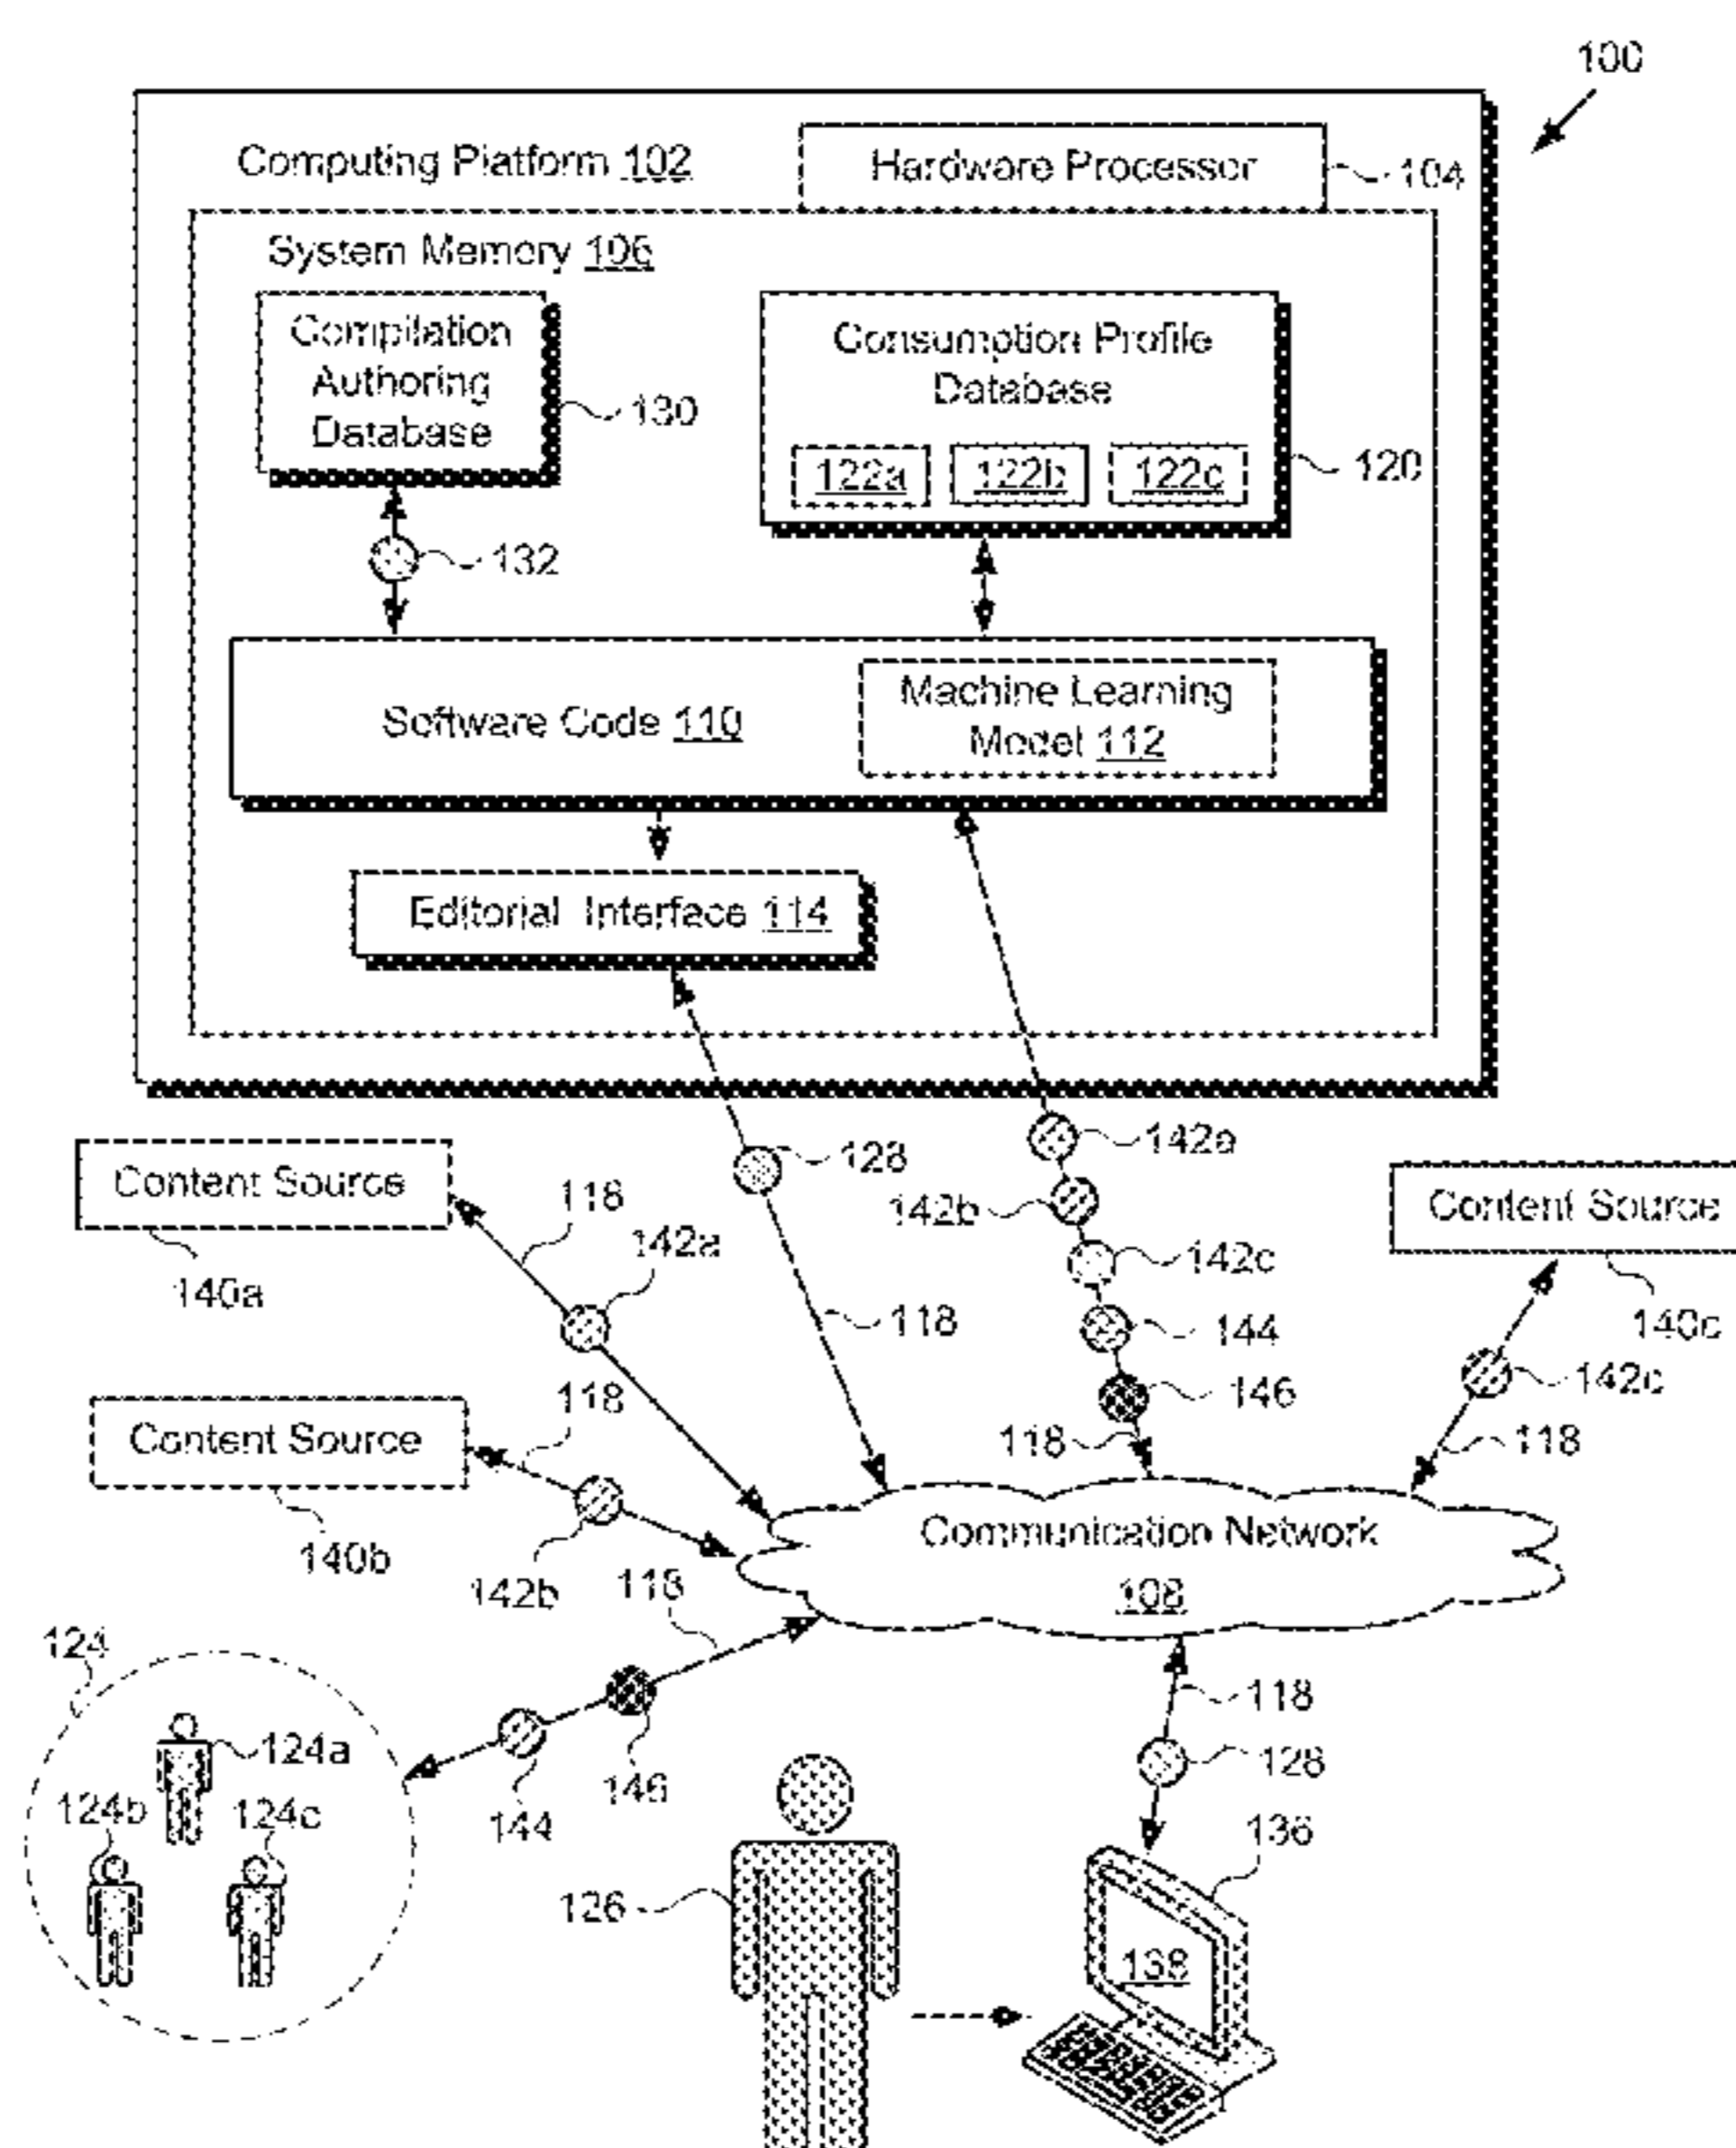 100
Computing Platform 102
Hardware Processor
104
System Memory 106
Compilation
Authoring
Database
130
Consumption Profile
Database
122a 122b 122c
120
132
Software Code 110
Machine Learning
Model 112
Editorial Interface 114
Content Source
140a
118
142a
128
118
142a
142b
142c
144
146
118
Content Source
140c
142c
118
Content Source
140b
118
142b
Communication Network
108
118
146
144
124
124a
124b
124c
126
118
128
136
138